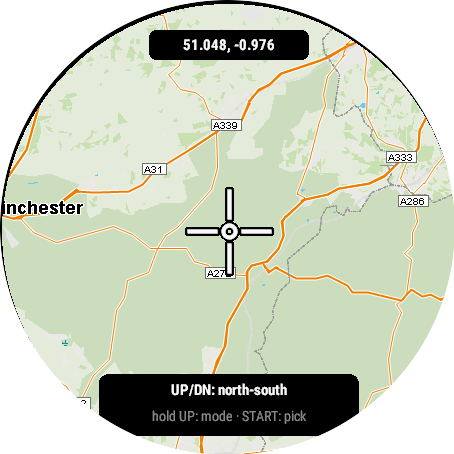 51.048, -0.976
A339
A31
A333
inchester
A286
A27
2
UP/DN: north-south
hold UP: mode · START: pick